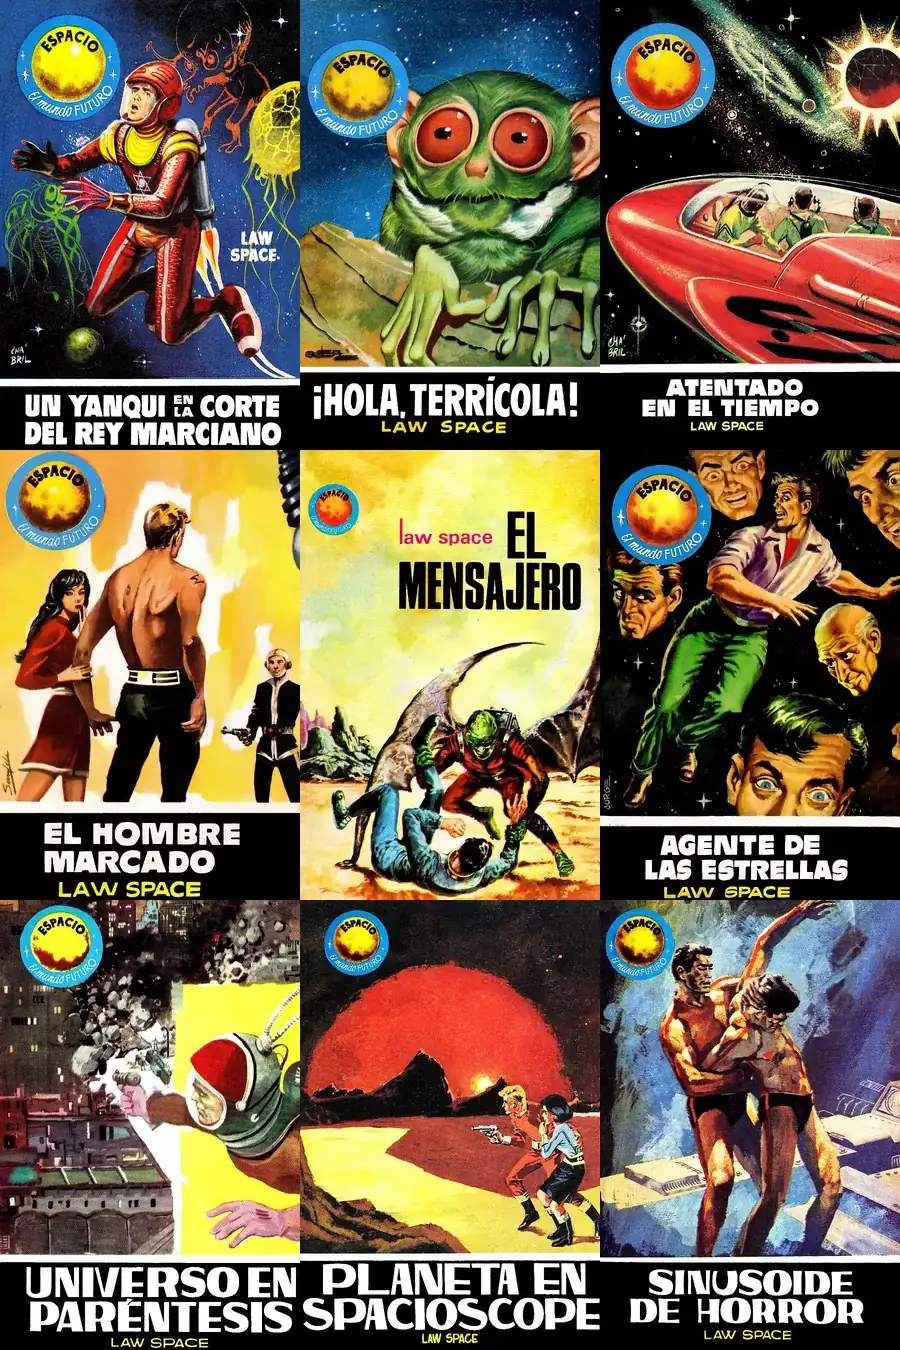 ESPACIO
El mundo FUTURO
CHA'
BRIL
LAW
SPACE.
UN YANQUI EN LA CORTE
DEL REY MARCIANO
ESPACIO
El mundo FUTURO
¡HOLA, TERRÍCOLA!
LAW SPACE
ESPACIO
El mundo FUTURO
CHA'
BRIL
ATENTADO
EN EL TIEMPO
LAW SPACE
ESPACIO
El mundo FUTURO
EL HOMBRE
MARCADO
LAW SPACE
ESPACIO
El mundo FUTURO
law space EL
MENSAJERO
ESPACIO
El mundo FUTURO
AGENTE DE
LAS ESTRELLAS
LAW SPACE
ESPACIO
El mundo FUTURO
UNIVERSO EN
PARÉNTESIS
LAW SPACE
ESPACIO
El mundo FUTURO
PLANETA EN
SPACIOSCOPE
LAW SPACE
ESPACIO
El mundo FUTURO
SINUSOIDE
DE HORROR
LAW SPACE